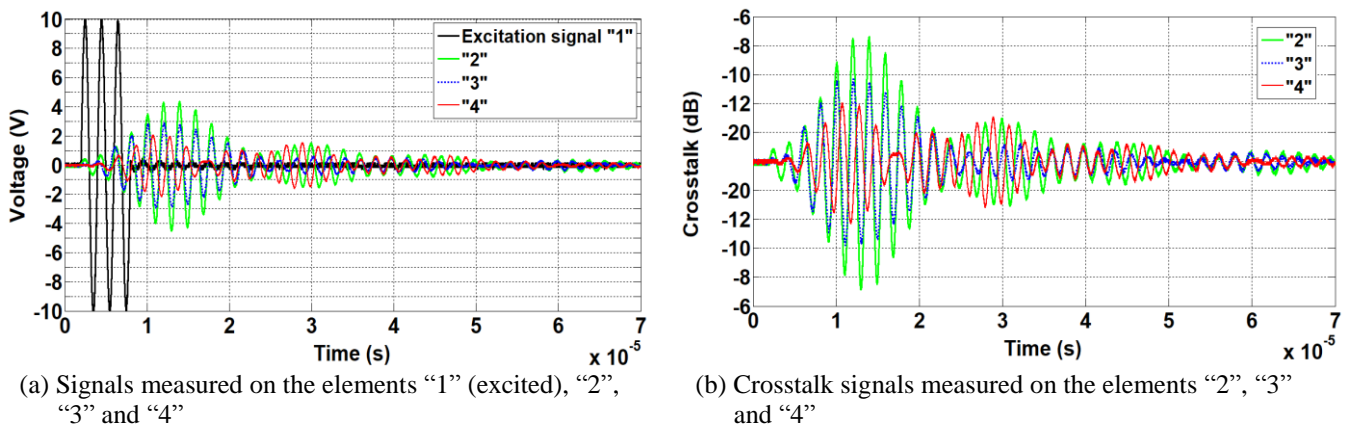 10
8
6
4
2
0
-2
-4
-6
-8
-10
Voltage (V)
Excitation signal "1"
"2"
"3"
"4"
0 1 2 3 4 5 6 7
Time (s)
x 10⁻⁵
(a) Signals measured on the elements “1” (excited), “2”,
“3” and “4”
-6
-8
-10
-12
-20
-20
-12
-10
-8
-6
Crosstalk (dB)
"2"
"3"
"4"
0 1 2 3 4 5 6 7
Time (s)
x 10⁻⁵
(b) Crosstalk signals measured on the elements “2”, “3”
and “4”